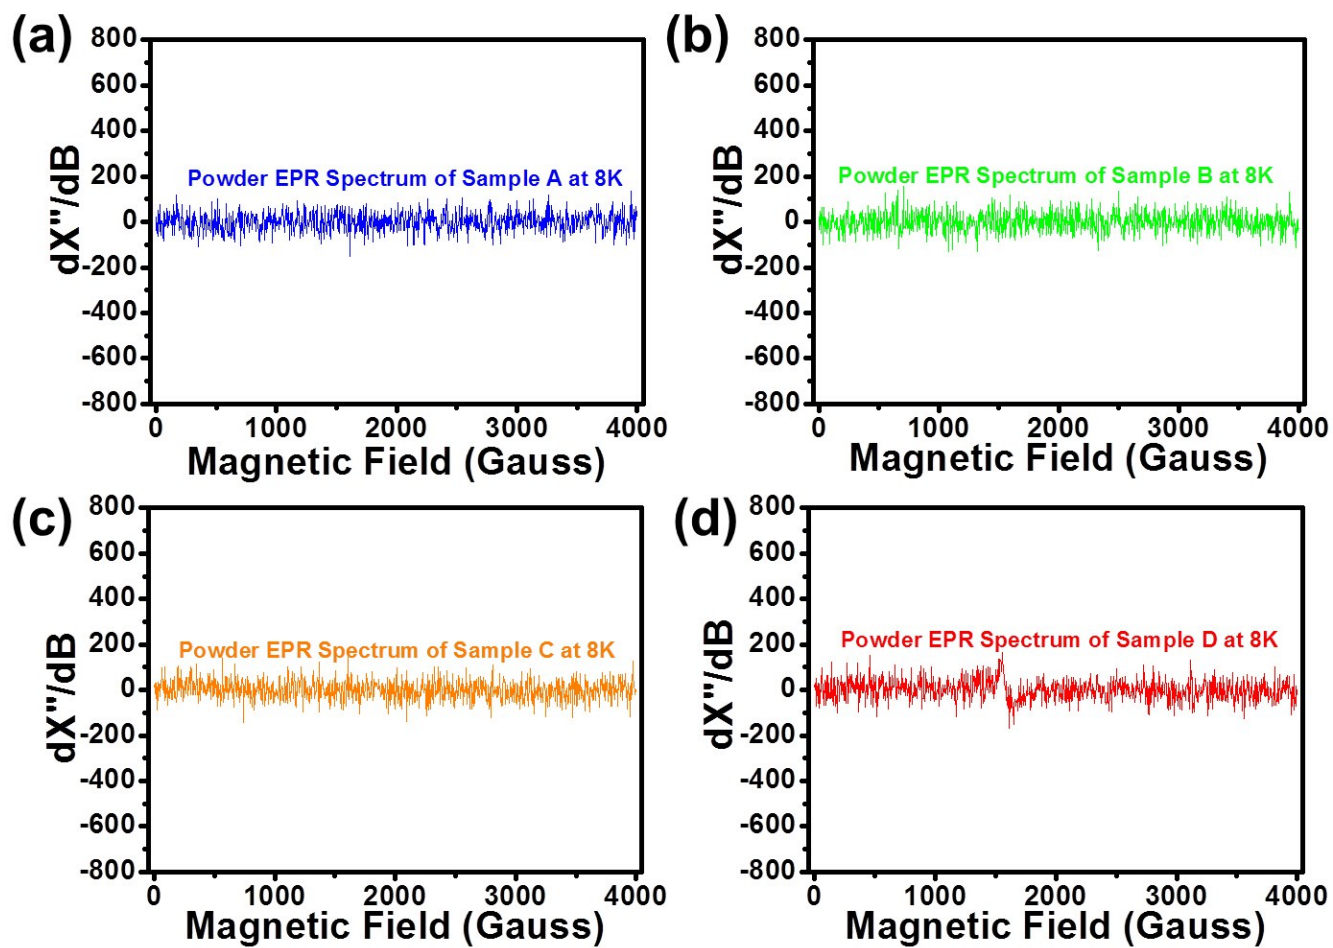 (a)
800
600
400
200
0
-200
-400
-600
-800
dX"/dB
Powder EPR Spectrum of Sample A at 8K
0 1000 2000 3000 4000
Magnetic Field (Gauss)
(b)
800
600
400
200
0
-200
-400
-600
-800
dX"/dB
Powder EPR Spectrum of Sample B at 8K
0 1000 2000 3000 4000
Magnetic Field (Gauss)
(c)
800
600
400
200
0
-200
-400
-600
-800
dX"/dB
Powder EPR Spectrum of Sample C at 8K
0 1000 2000 3000 4000
Magnetic Field (Gauss)
(d)
800
600
400
200
0
-200
-400
-600
-800
dX"/dB
Powder EPR Spectrum of Sample D at 8K
0 1000 2000 3000 4000
Magnetic Field (Gauss)